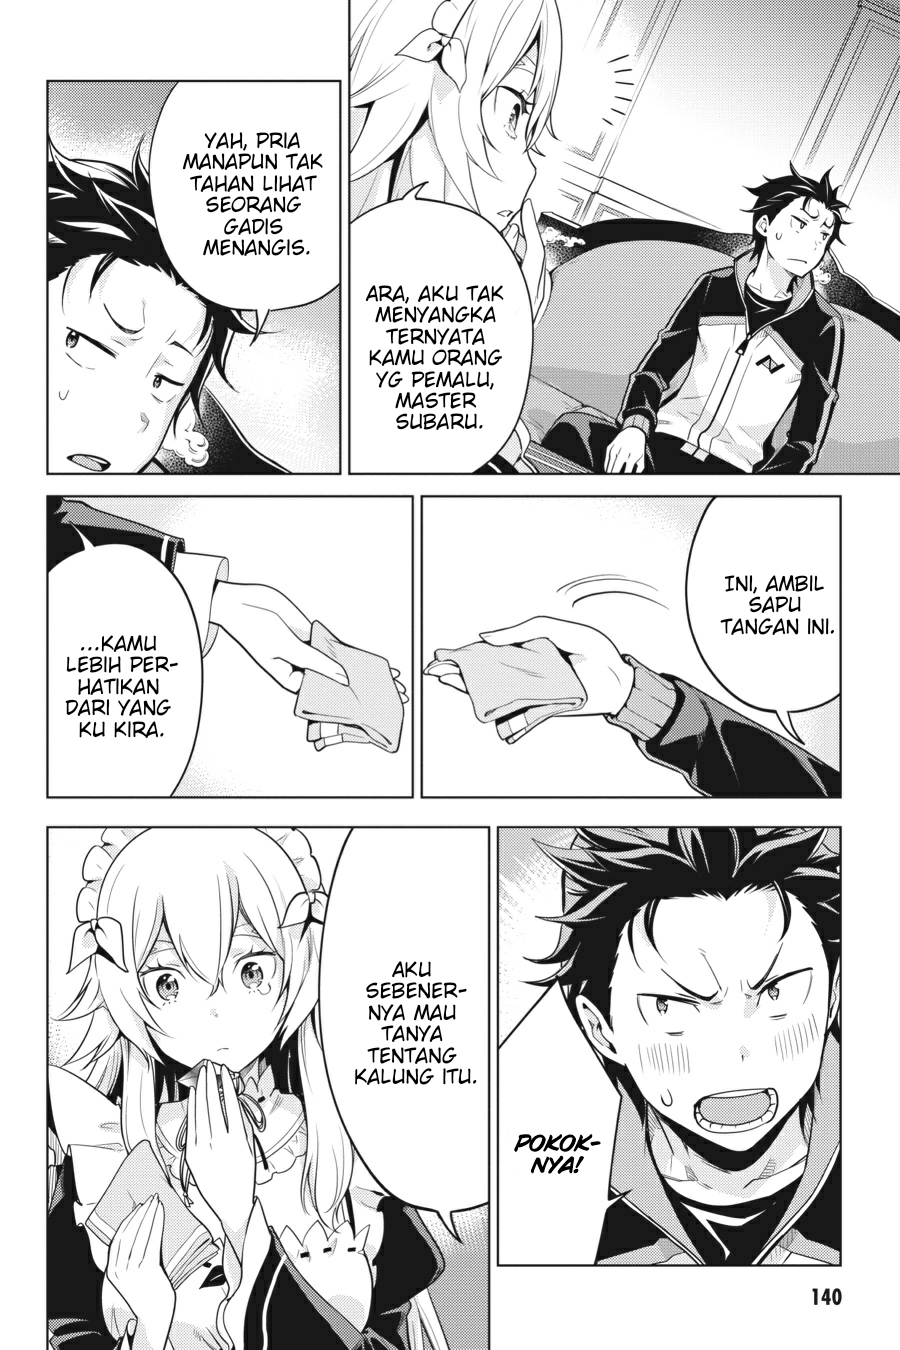 ARA, AKU TAK
MENYANGKA
TERNYATA
KAMU ORANG
YG PEMALU,
MASTER
SUBARU.
YAH, PRIA
MANAPUN TAK
TAHAN LIHAT
SEORANG
GADIS
MENANGIS.
INI, AMBIL
SAPU
TANGAN INI.
...KAMU
LEBIH PER-
HATIKAN
DARI YANG
KU KIRA.
POKOK-
NYA!
AKU
SEBENER-
NYA MAU
TANYA
TENTANG
KALUNG ITU.
140